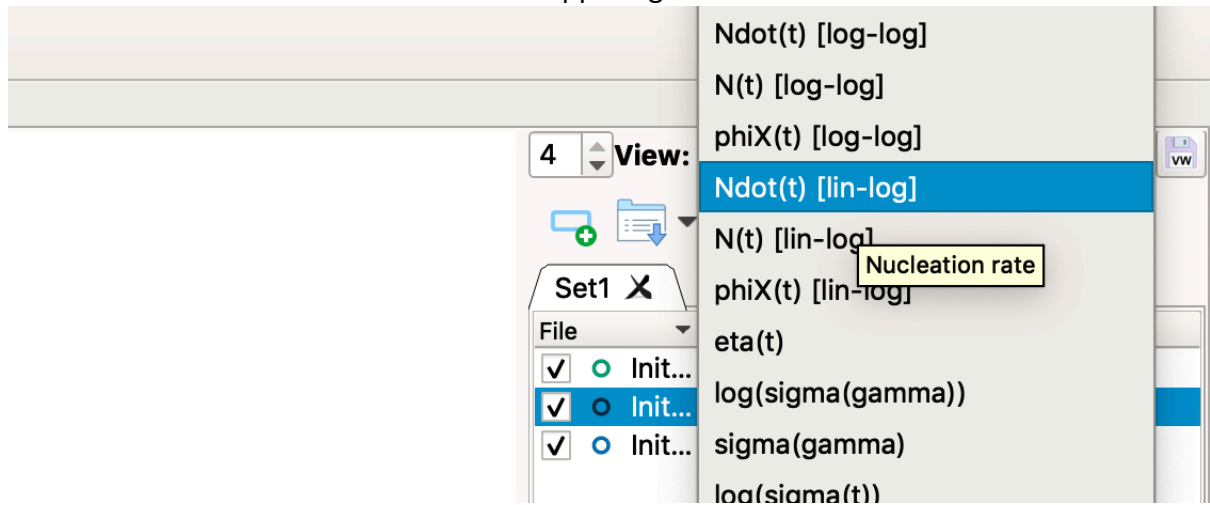 Ndot(t) [log-log]
N(t) [log-log]
phiX(t) [log-log]
4 View:
VW
Ndot(t) [lin-log]
N(t) [lin-log]
Nucleation rate
Set1
phiX(t) [lin-log]
File
eta(t)
Init...
log(sigma(gamma))
Init...
Init...
sigma(gamma)
log(sigma(t))